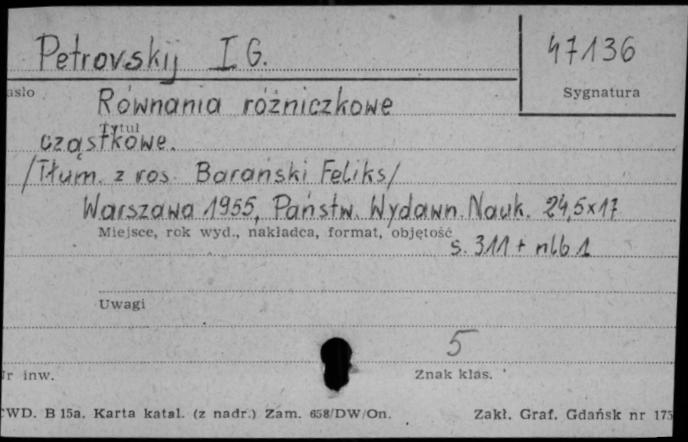 Petrovskij I G.
47136
asło
Sygnatura
Równania różniczkowe
Tytuł
cząstkowe.
/Tłum. z ros. Barański Feliks/
Warszawa 1955, Państw. Wydawn. Nauk. 24,5x17
Miejsce, rok wyd., nakładca, format, objętość
s. 311 + nlb 1
Uwagi
5
r inw.
Znak klas.
WD. B 15a. Karta katal. (z nadr.) Zam. 658/DW/On.
Zakł. Graf. Gdańsk nr 175